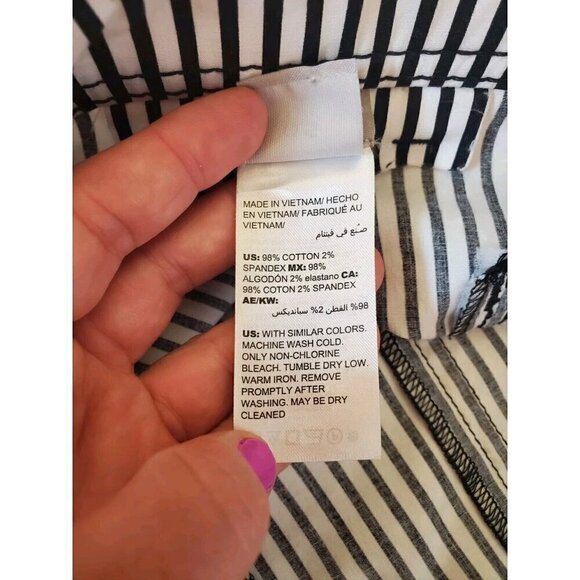 MADE IN VIETNAM/ HECHO
EN VIETNAM/ FABRIQUÉ AU
VIETNAM/
صنع في فيتنام
US: 98% COTTON 2%
SPANDEX MX: 98%
ALGODÓN 2% elastano CA:
98% COTON 2% SPANDEX
AE/KW:
98% القطن 2% سبانديكس
US: WITH SIMILAR COLORS.
MACHINE WASH COLD.
ONLY NON-CHLORINE
BLEACH. TUMBLE DRY LOW.
WARM IRON. REMOVE
PROMPTLY AFTER
WASHING. MAY BE DRY
CLEANED